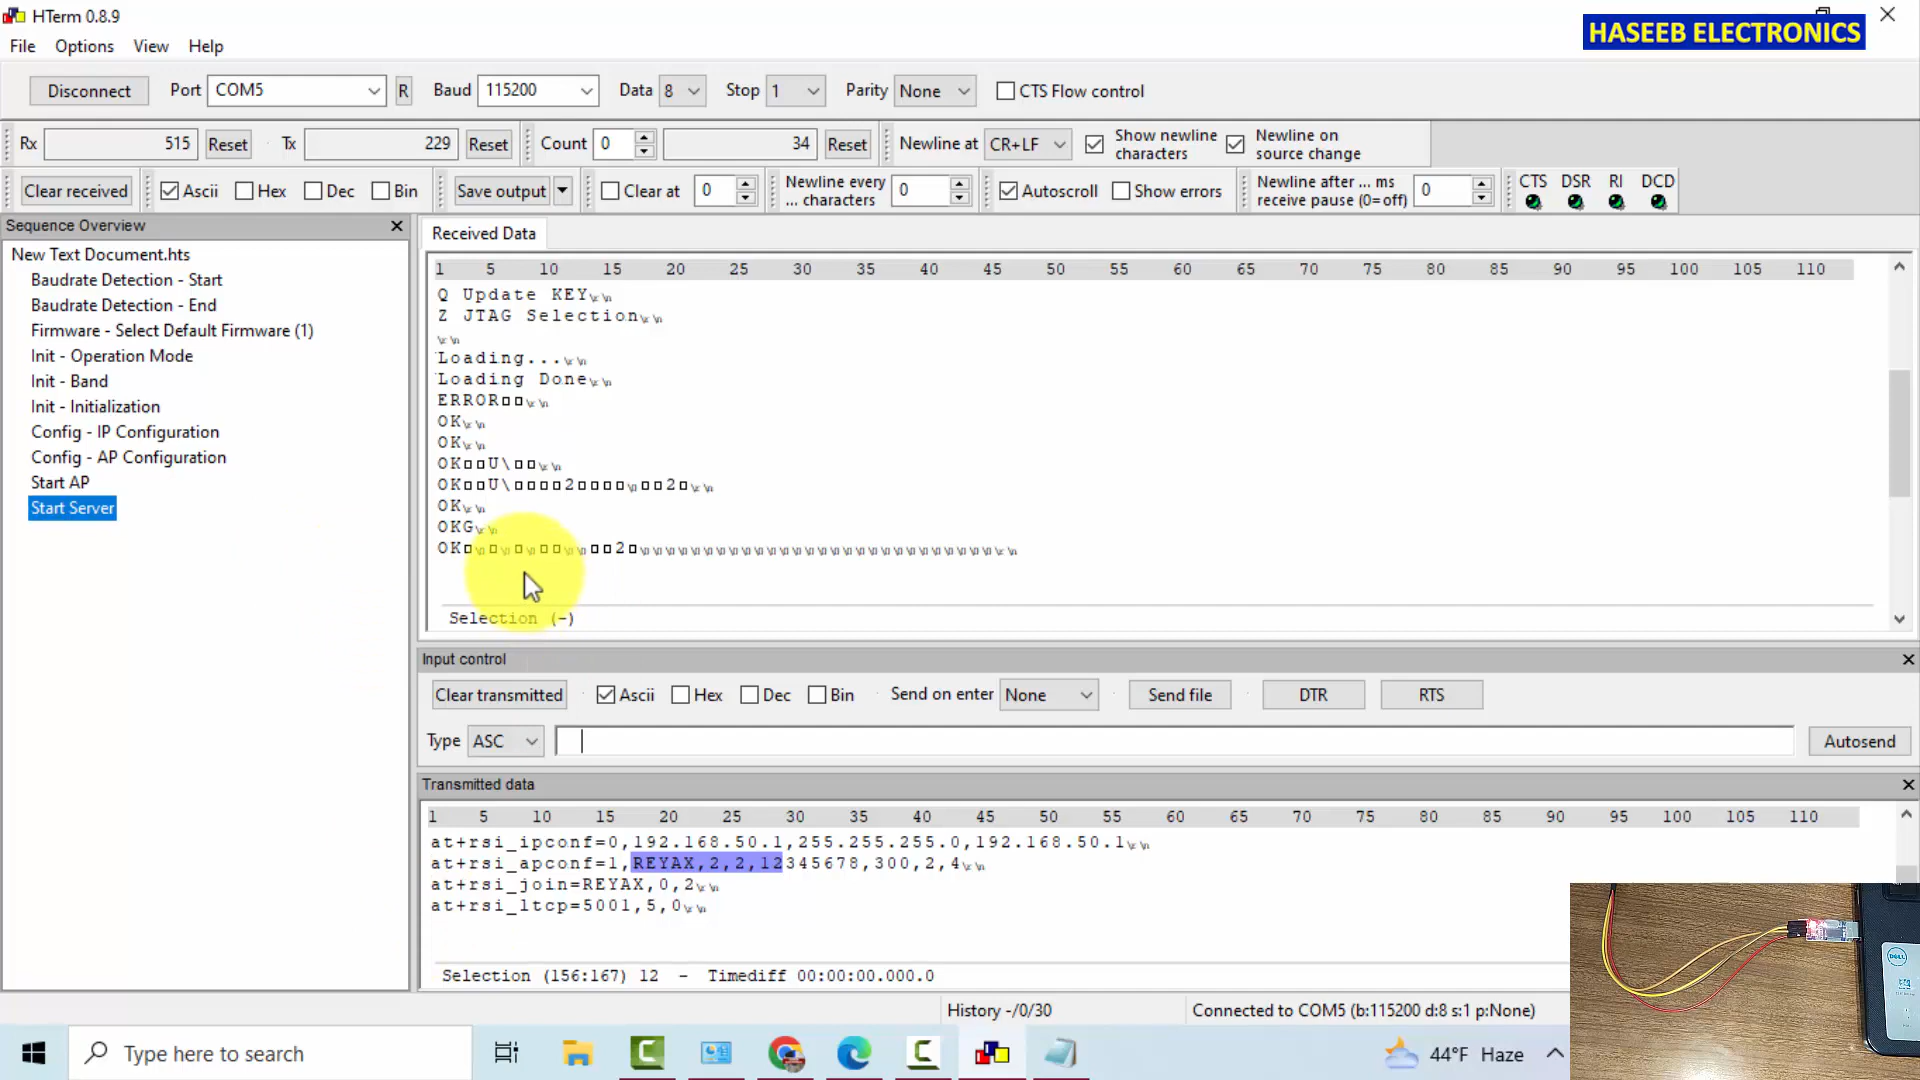 HTerm 0.8.9
HASEEB ELECTRONICS
File Options View Help
Disconnect Port COM5 R Baud 115200 Data 8 Stop 1 Parity None CTS Flow control
Rx 515 Reset Tx 229 Reset Count 0 34 Reset Newline at CR+LF Show newline characters Newline on source change
Clear received Ascii Hex Dec Bin Save output Clear at 0 Newline every ... characters 0 Autoscroll Show errors Newline after ... ms receive pause (0=off) 0 CTS DSR RI DCD
Sequence Overview
New Text Document.hts
Baudrate Detection - Start
Baudrate Detection - End
Firmware - Select Default Firmware (1)
Init - Operation Mode
Init - Band
Init - Initialization
Config - IP Configuration
Config - AP Configuration
Start AP
Start Server
Received Data
1 5 10 15 20 25 30 35 40 45 50 55 60 65 70 75 80 85 90 95 100 105 110
Q Update KEY\r\n
Z JTAG Selection\r\n
\r\n
Loading...\r\n
Loading Done\r\n
ERROR□□\r\n
OK\r\n
OK\r\n
OK□□U\□□\r\n
OK□□U\□□□□2□□□□\n□□2□\r\n
OK\r\n
OKG\r\n
Selection (-)
Input control
Clear transmitted Ascii Hex Dec Bin Send on enter None Send file DTR RTS
Type ASC Autosend
Transmitted data
1 5 10 15 20 25 30 35 40 45 50 55 60 65 70 75 80 85 90 95 100 105 110
at+rsi_ipconf=0,192.168.50.1,255.255.255.0,192.168.50.1\r\n
at+rsi_apconf=1,REYAX,2,2,12345678,300,2,4\r\n
at+rsi_join=REYAX,0,2\r\n
at+rsi_ltcp=5001,5,0\r\n
Selection (156:167) 12 - Timediff 00:00:00.000.0
History -/0/30 Connected to COM5 (b:115200 d:8 s:1 p:None)
DELL
Type here to search
44°F Haze